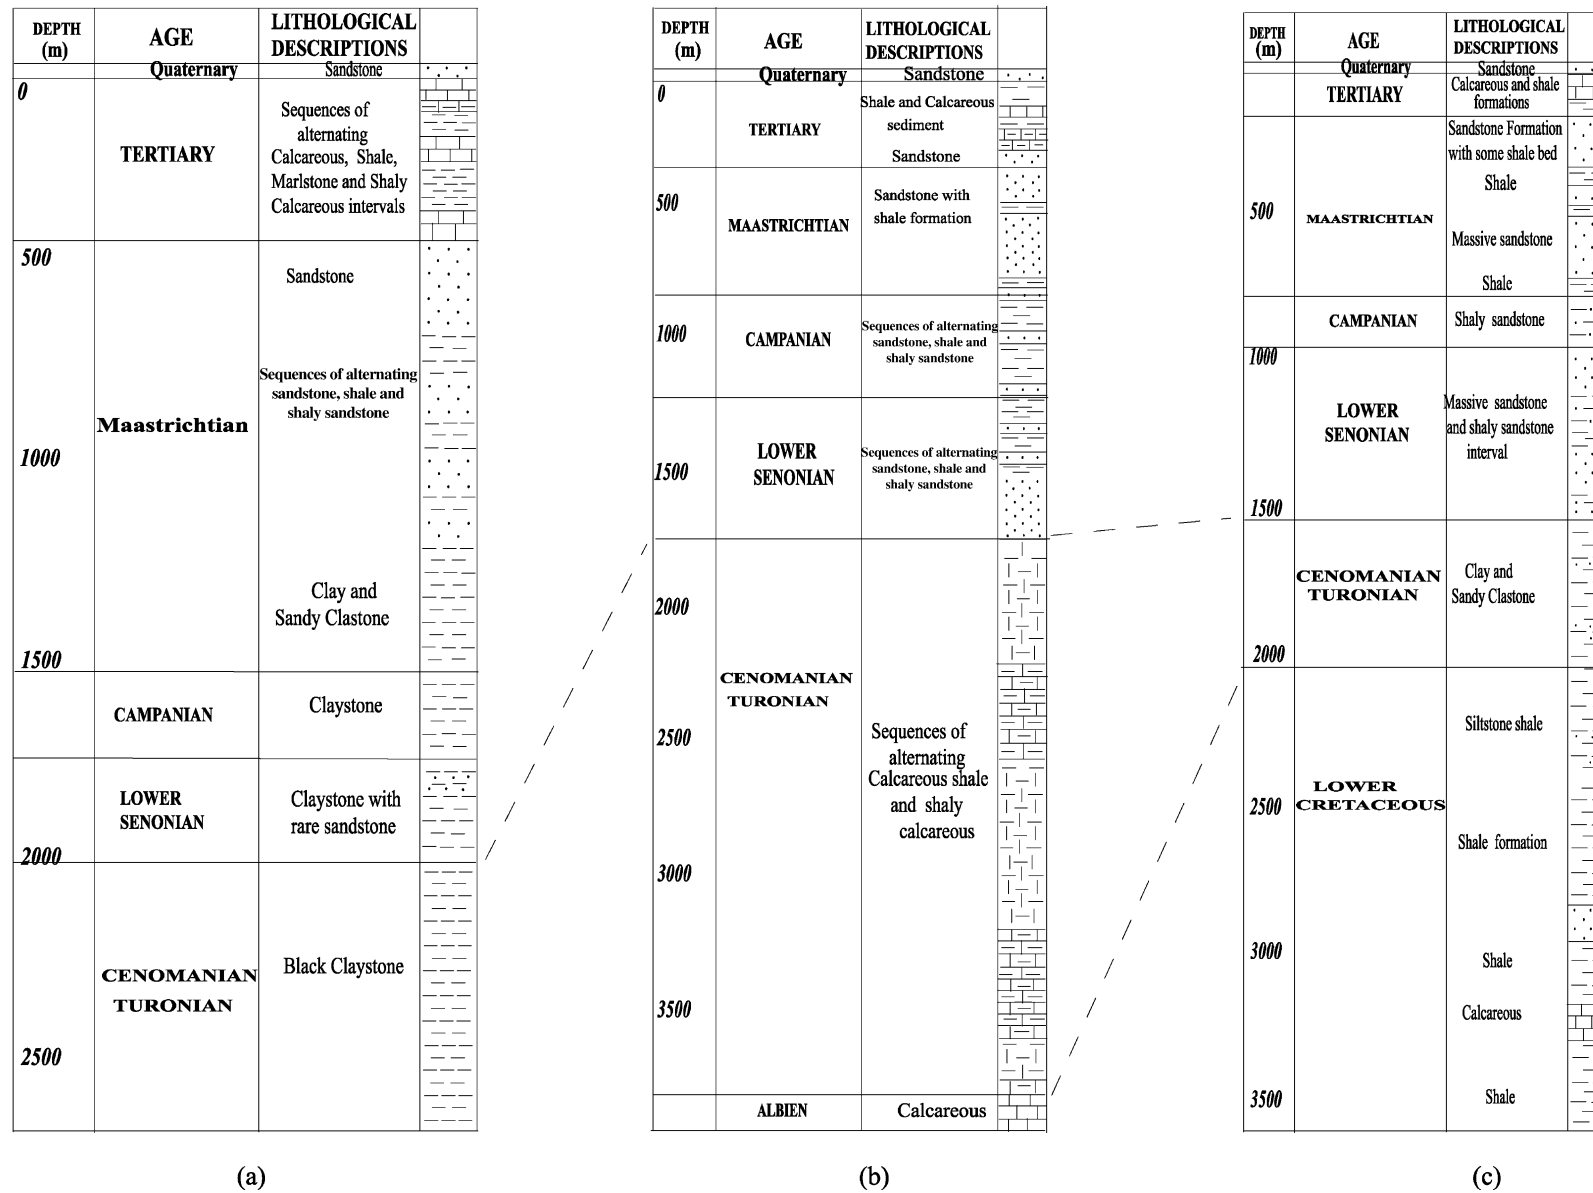 DEPTH
(m)
AGE
LITHOLOGICAL
DESCRIPTIONS
Quaternary
Sandstone
0
TERTIARY
Sequences of
alternating
Calcareous, Shale,
Marlstone and Shaly
Calcareous intervals
500
Sandstone
Maastrichtian
Sequences of alternating
sandstone, shale and
shaly sandstone
1000
Clay and
Sandy Clastone
1500
CAMPANIAN
Claystone
LOWER
SENONIAN
Claystone with
rare sandstone
2000
CENOMANIAN
TURONIAN
Black Claystone
2500
(a)
DEPTH
(m)
AGE
LITHOLOGICAL
DESCRIPTIONS
Quaternary
Sandstone
0
TERTIARY
Shale and Calcareous
sediment
Sandstone
500
MAASTRICHTIAN
Sandstone with
shale formation
1000
CAMPANIAN
Sequences of alternating
sandstone, shale and
shaly sandstone
LOWER
SENONIAN
Sequences of alternating
sandstone, shale and
shaly sandstone
1500
2000
CENOMANIAN
TURONIAN
2500
Sequences of
alternating
Calcareous shale
and shaly
calcareous
3000
3500
ALBIEN
Calcareous
(b)
DEPTH
(m)
AGE
LITHOLOGICAL
DESCRIPTIONS
Quaternary
Sandstone
TERTIARY
Calcareous and shale
formations
Sandstone Formation
with some shale bed
Shale
500
MAASTRICHTIAN
Massive sandstone
Shale
CAMPANIAN
Shaly sandstone
1000
LOWER
SENONIAN
Massive sandstone
and shaly sandstone
interval
1500
CENOMANIAN
TURONIAN
Clay and
Sandy Clastone
2000
Siltstone shale
LOWER
CRETACEOUS
2500
Shale formation
3000
Shale
Calcareous
3500
Shale
(c)